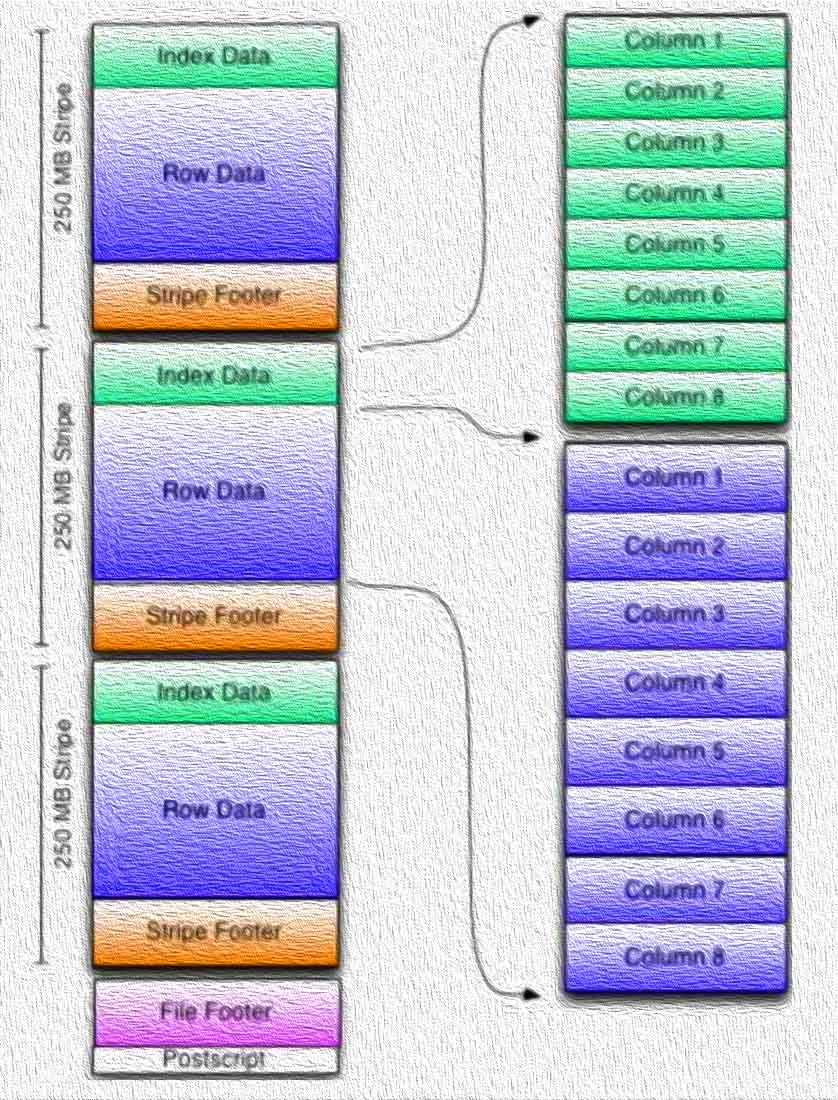 250 MB Stripe
Index Data
Row Data
Stripe Footer
250 MB Stripe
Index Data
Row Data
Stripe Footer
250 MB Stripe
Index Data
Row Data
Stripe Footer
File Footer
Postscript
Column 1
Column 2
Column 3
Column 4
Column 5
Column 6
Column 7
Column 8
Column 1
Column 2
Column 3
Column 4
Column 5
Column 6
Column 7
Column 8